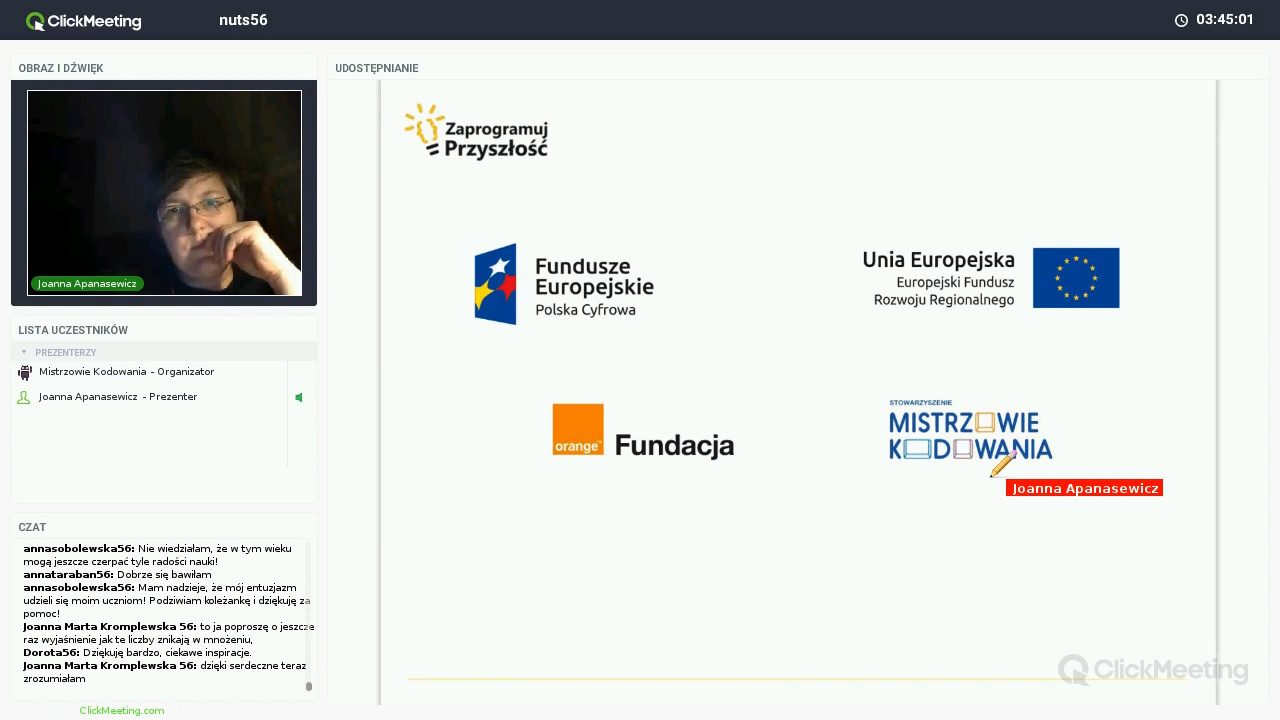 ClickMeeting
nuts56
03:45:01
OBRAZ I DŹWIĘK
Joanna Apanasewicz
LISTA UCZESTNIKÓW
PREZENTERZY
Mistrzowie Kodowania - Organizator
Joanna Apanasewicz - Prezenter
CZAT
annasobolewska56: Nie wiedziałam, że w tym wieku
mogą jeszcze czerpać tyle radości nauki!
annataraban56: Dobrze się bawiłam
annasobolewska56: Mam nadzieje, że mój entuzjazm
udzieli się moim uczniom! Podziwiam koleżankę i dziękuję za
pomoc!
Joanna Marta Kromplewska 56: to ja poproszę o jeszcze
raz wyjaśnienie jak te liczby znikają w mnożeniu,
Dorota56: Dziękuję bardzo, ciekawe inspiracje.
Joanna Marta Kromplewska 56: dzięki serdeczne teraz
zrozumiałam
ClickMeeting.com
UDOSTĘPNIANIE
Zaprogramuj
Przyszłość
Fundusze
Europejskie
Polska Cyfrowa
Unia Europejska
Europejski Fundusz
Rozwoju Regionalnego
orange™
Fundacja
STOWARZYSZENIE
MISTRZOWIE
KODOWANIA
Joanna Apanasewicz
ClickMeeting